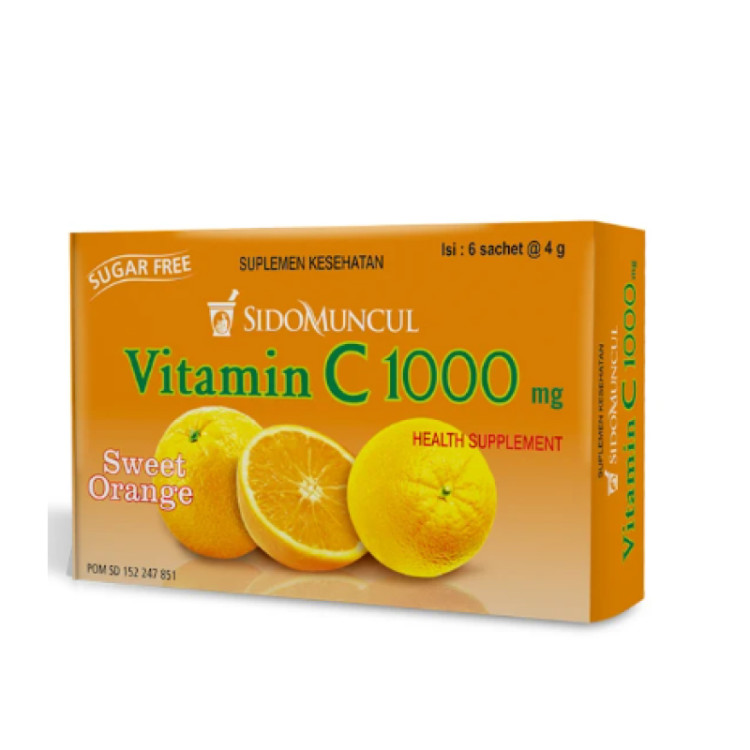 SUGAR FREE
SUPLEMEN KESEHATAN
Isi : 6 sachet @ 4 g
SIDOMUNCUL
Vitamin C 1000 mg
HEALTH SUPPLEMENT
Sweet
Orange
POM SD 152 247 851
SUPLEMEN KESEHATAN
SIDOMUNCUL
Vitamin C 1000 mg